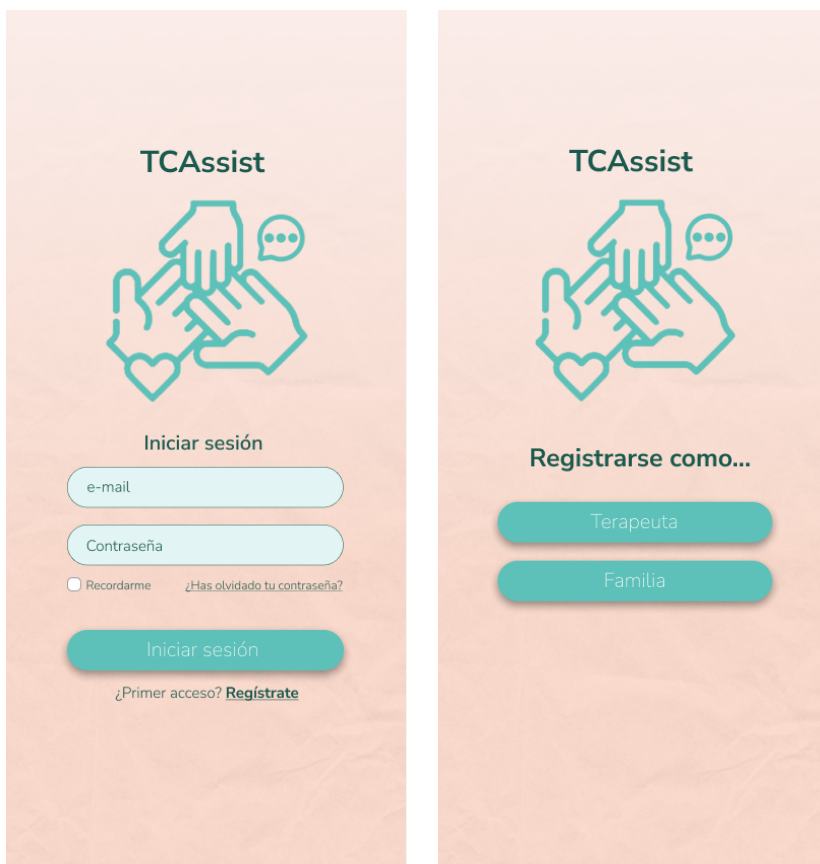 TCAssist
Iniciar sesión
e-mail
Contraseña
Recordarme ¿Has olvidado tu contraseña?
Iniciar sesión
¿Primer acceso? Regístrate
TCAssist
Registrarse como...
Terapeuta
Familia